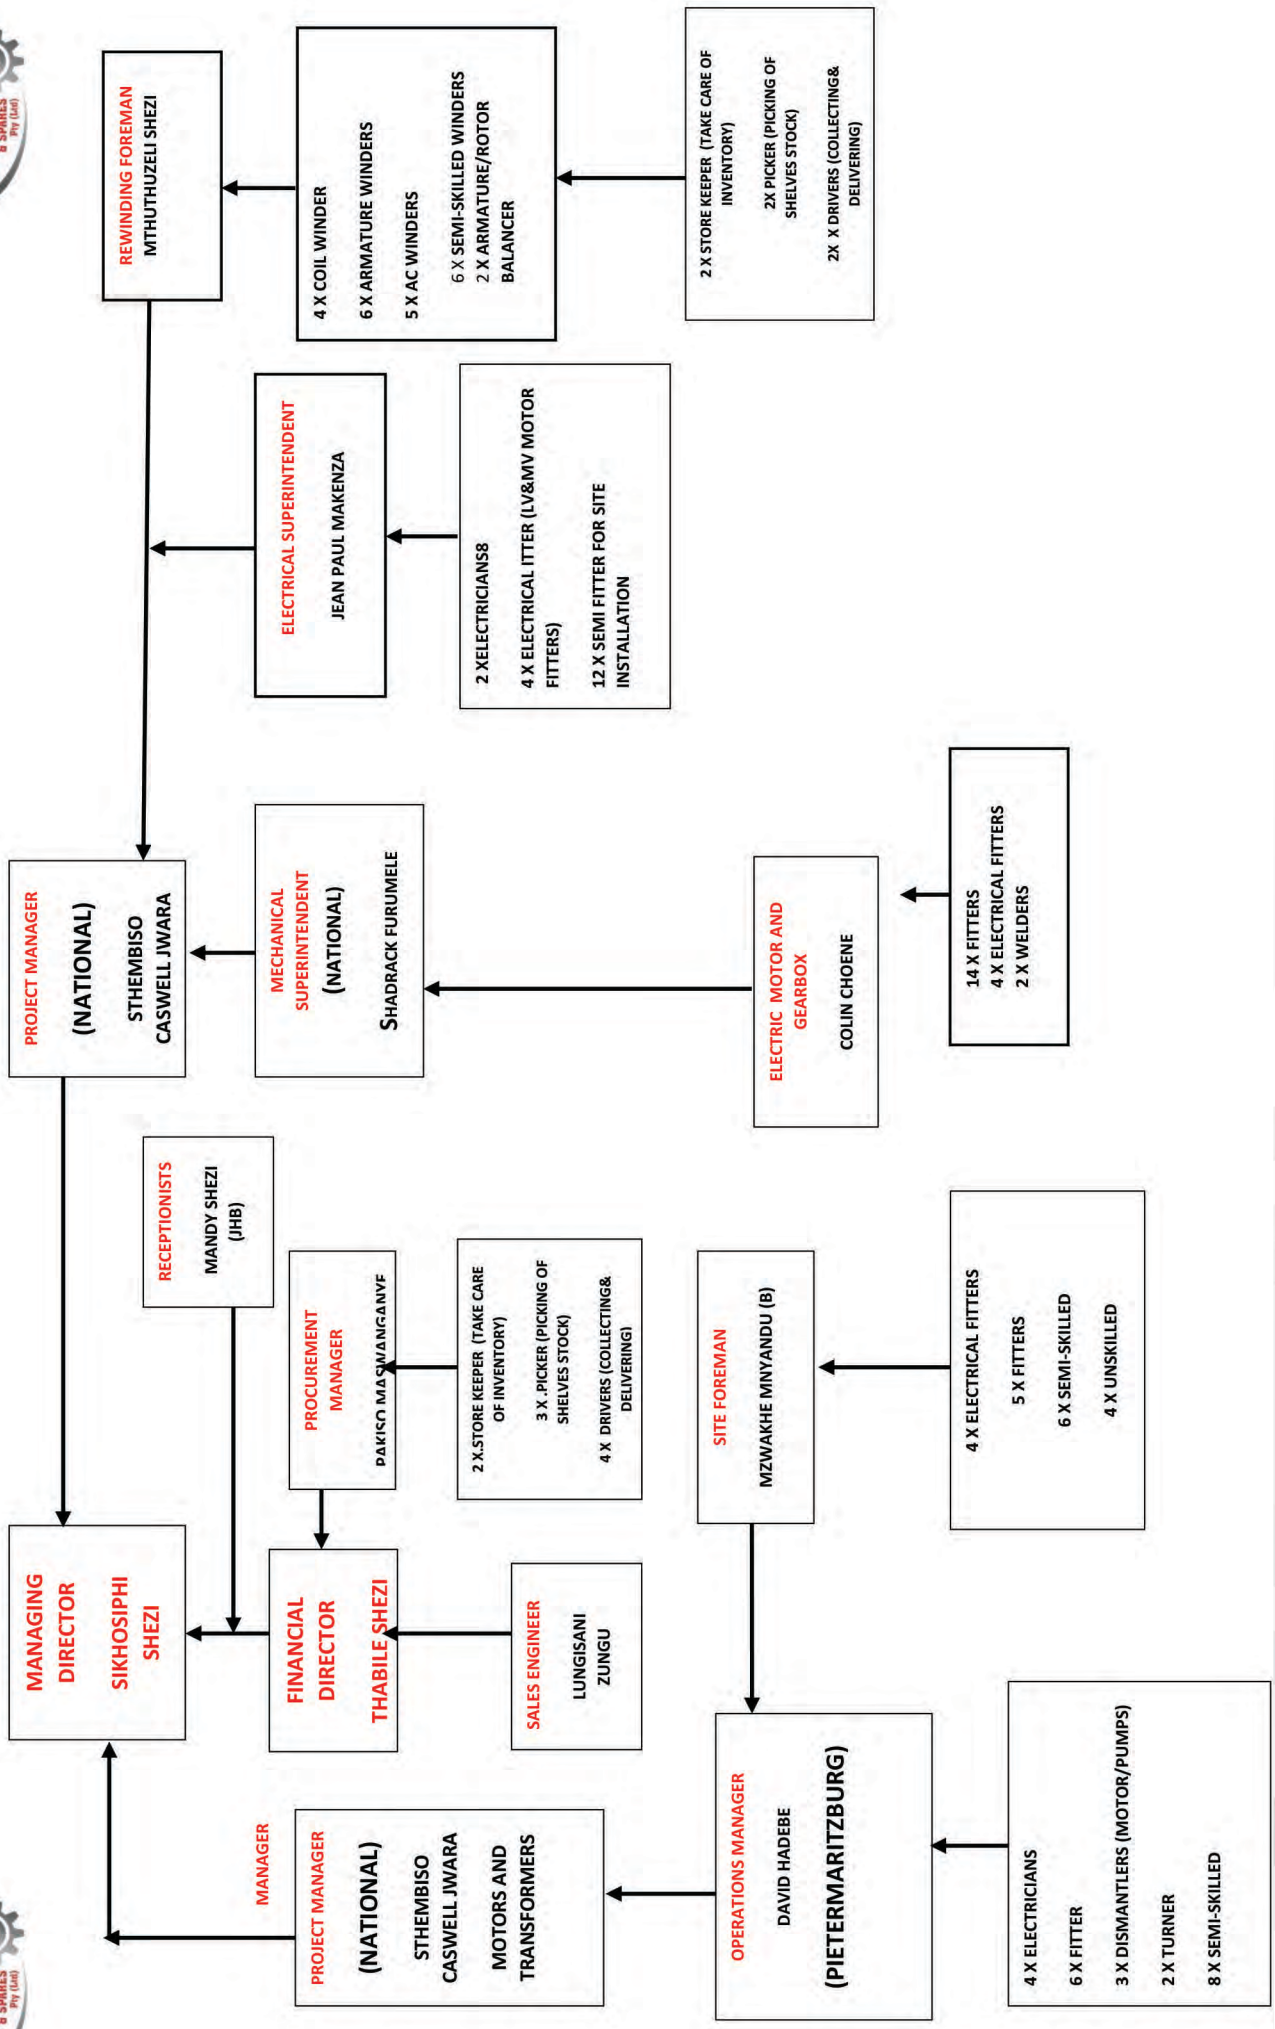 & SPARES
Pty (Ltd)
& SPARES
Pty (Ltd)
MANAGING
DIRECTOR
SIKHOSIPHI
SHEZI
PROJECT MANAGER
(NATIONAL)
STHEMBISO
CASWELL JWARA
REWINDING FOREMAN
MTHUTHUZELI SHEZI
RECEPTIONISTS
MANDY SHEZI
(JHB)
MANAGER
PROJECT MANAGER
(NATIONAL)
STHEMBISO
CASWELL JWARA
MOTORS AND
TRANSFORMERS
FINANCIAL
DIRECTOR
THABILE SHEZI
PROCUREMENT
MANAGER
PAKISO MASWANGANYE
MECHANICAL
SUPERINTENDENT
(NATIONAL)
SHADRACK FURUMELE
ELECTRICAL SUPERINTENDENT
JEAN PAUL MAKENZA
4 X COIL WINDER
6 X ARMATURE WINDERS
5 X AC WINDERS
6 X SEMI-SKILLED WINDERS
2 X ARMATURE/ROTOR
BALANCER
SALES ENGINEER
LUNGISANI
ZUNGU
2 X.STORE KEEPER (TAKE CARE
OF INVENTORY)
3 X .PICKER (PICKING OF
SHELVES STOCK)
4 X DRIVERS (COLLECTING&
DELIVERING)
2 XELECTRICIANS8
4 X ELECTRICAL ITTER (LV&MV MOTOR
FITTERS)
12 X SEMI FITTER FOR SITE
INSTALLATION
2 X STORE KEEPER (TAKE CARE OF
INVENTORY)
2X PICKER (PICKING OF
SHELVES STOCK)
2X X DRIVERS (COLLECTING&
DELIVERING)
OPERATIONS MANAGER
DAVID HADEBE
(PIETERMARITZBURG)
SITE FOREMAN
MZWAKHE MNYANDU (B)
ELECTRIC MOTOR AND
GEARBOX
COLIN CHOENE
4 X ELECTRICIANS
6 X FITTER
3 X DISMANTLERS (MOTOR/PUMPS)
2 X TURNER
8 X SEMI-SKILLED
4 X ELECTRICAL FITTERS
5 X FITTERS
6 X SEMI-SKILLED
4 X UNSKILLED
14 X FITTERS
4 X ELECTRICAL FITTERS
2 X WELDERS